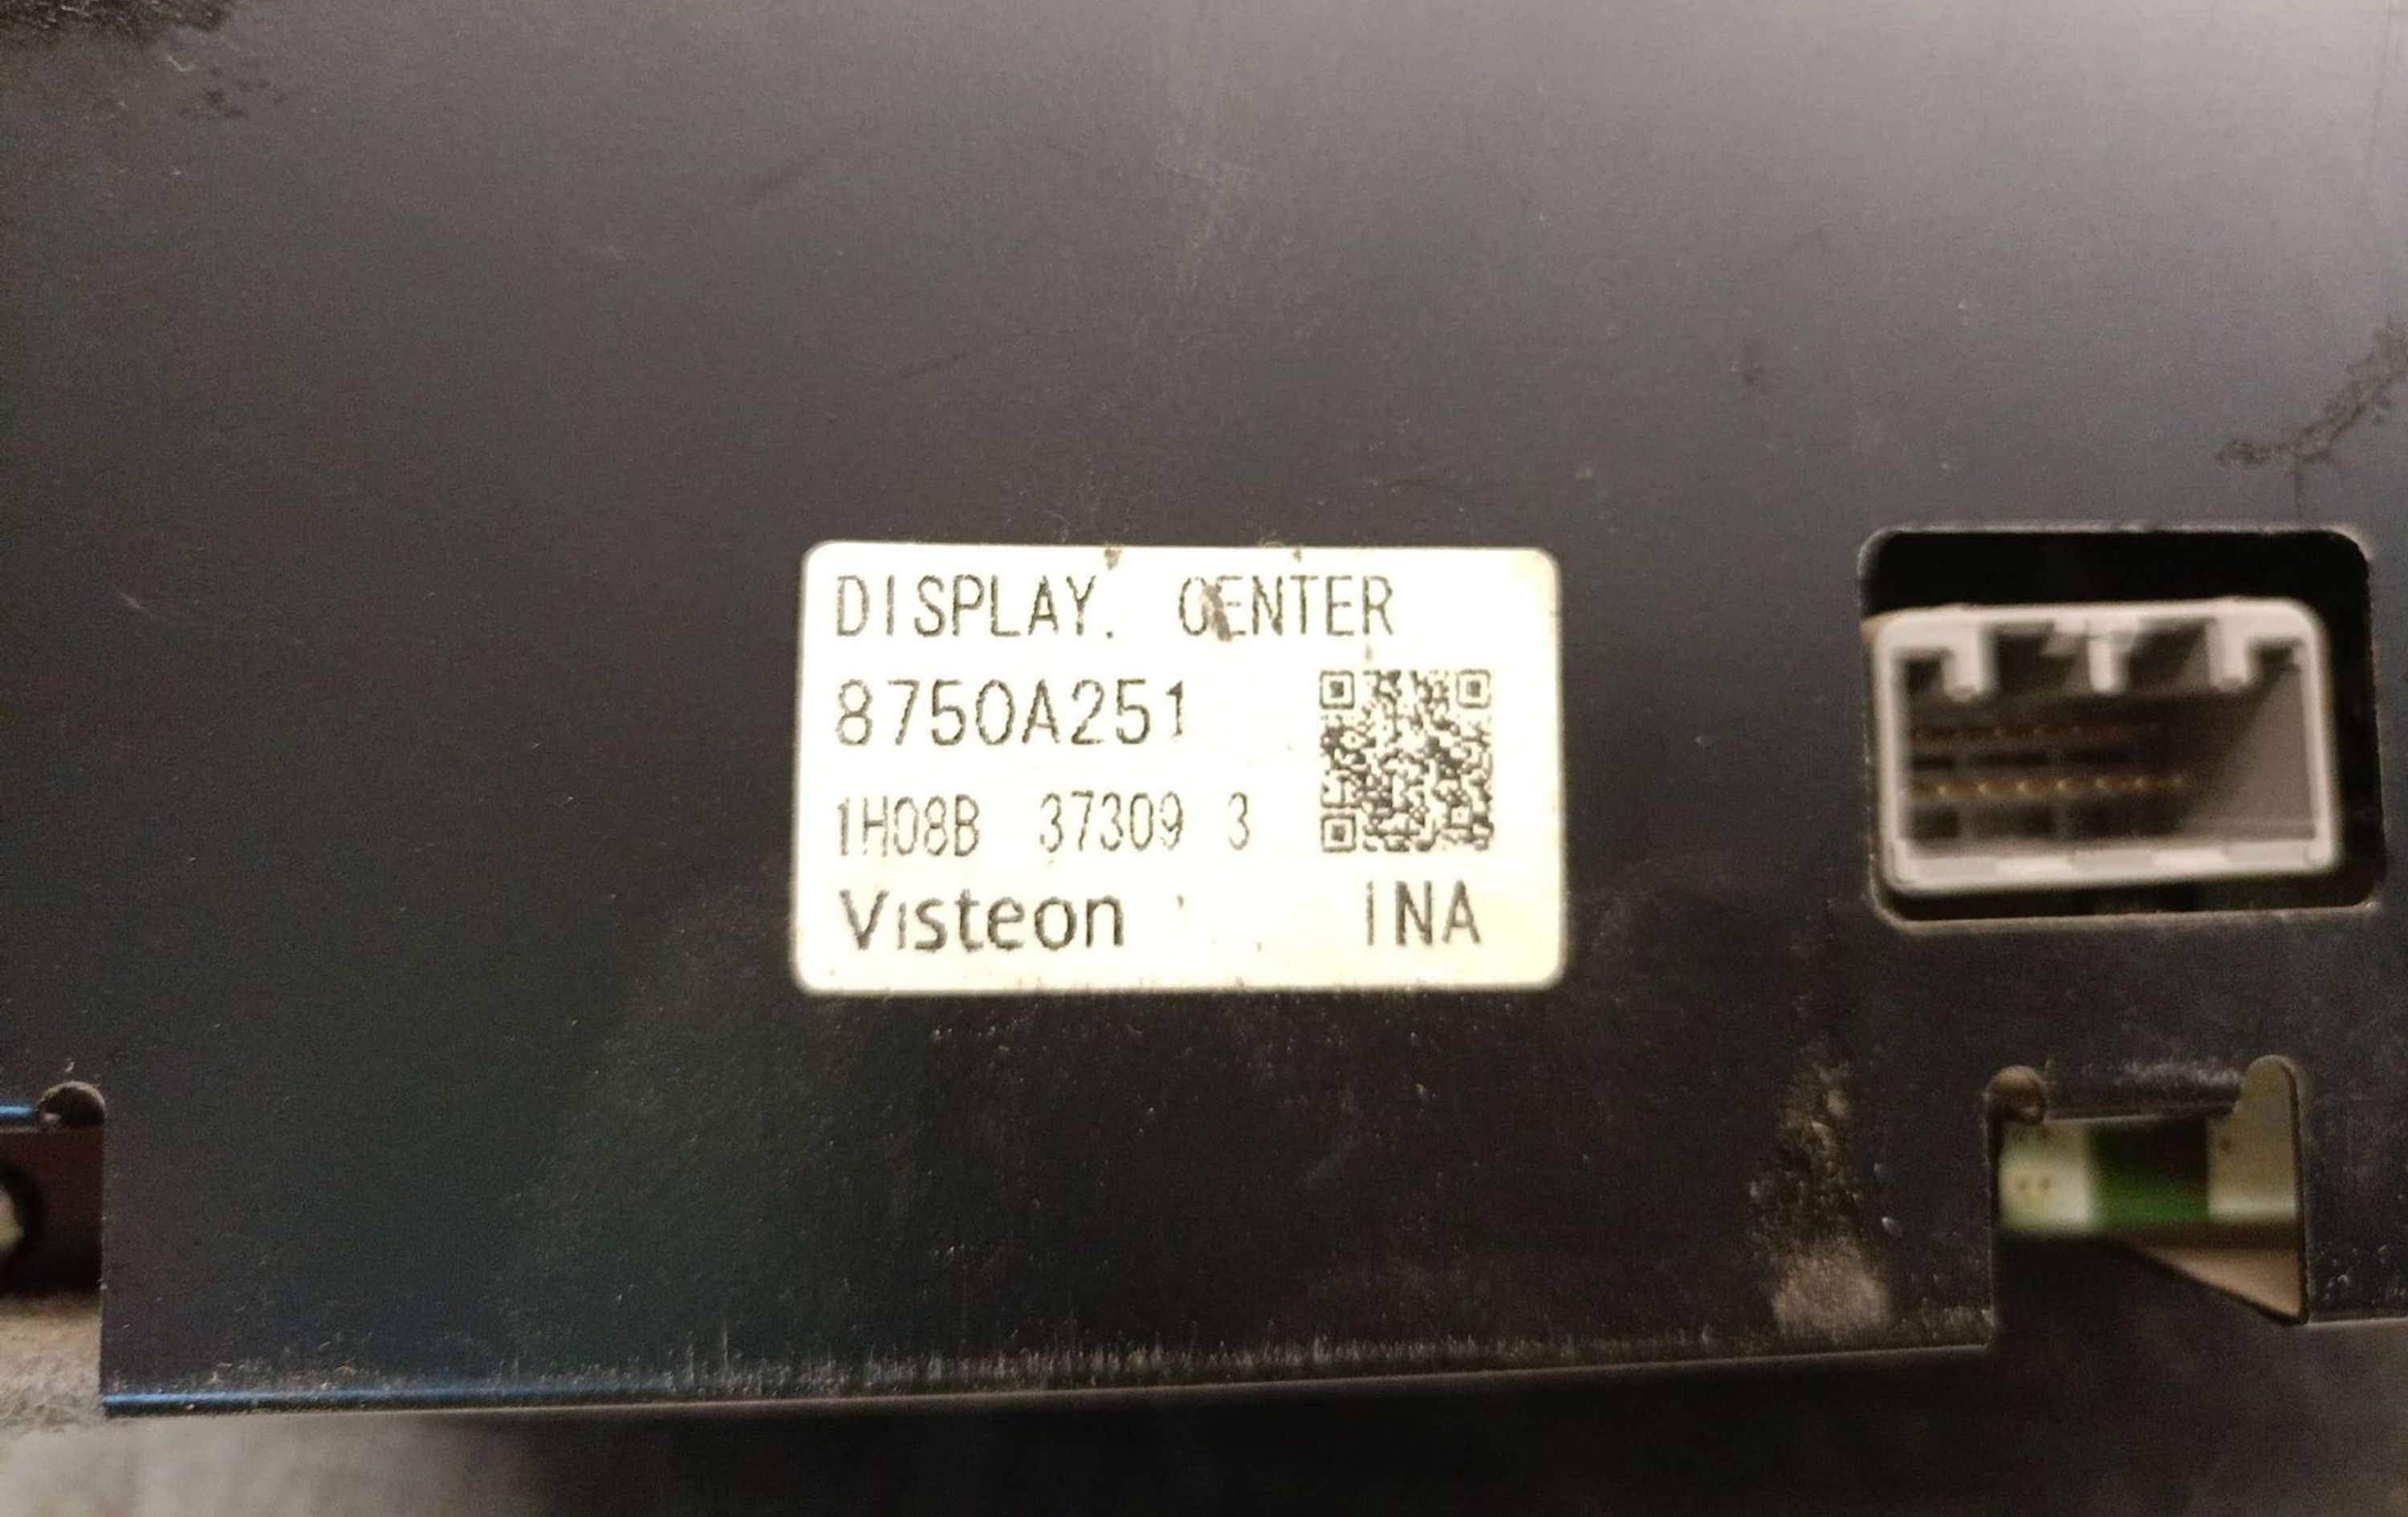 DISPLAY. CENTER
8750A251
1H08B 37309 3
Visteon INA